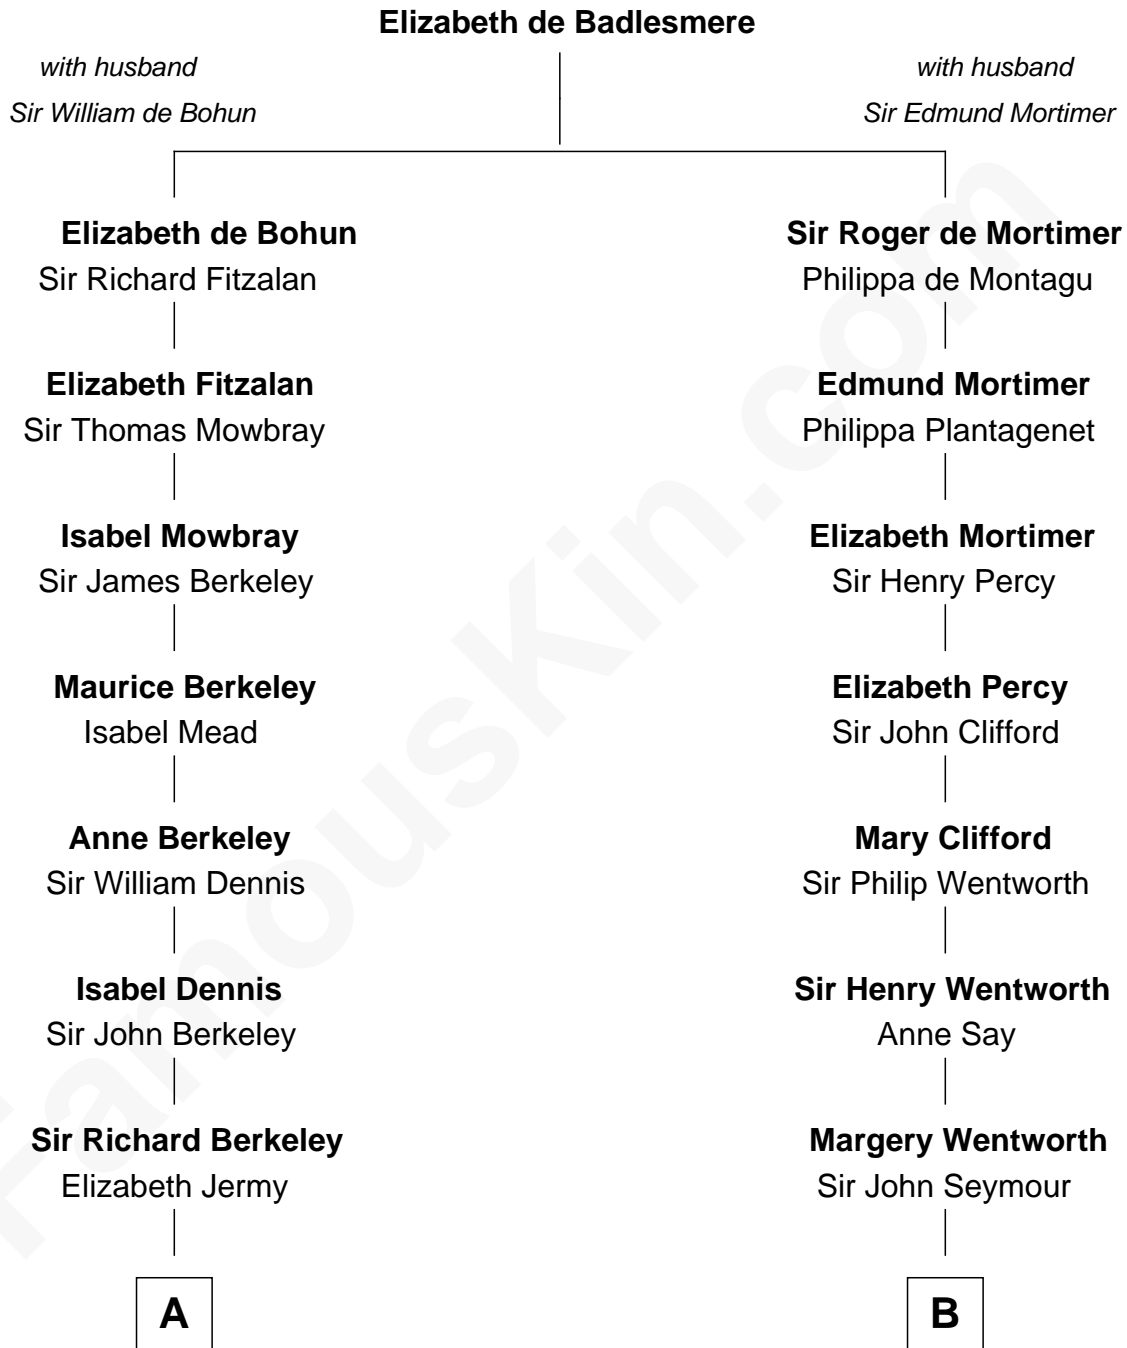 Elizabeth de Badlesmere
with husband
Sir William de Bohun
with husband
Sir Edmund Mortimer
Elizabeth de Bohun
Sir Richard Fitzalan
Sir Roger de Mortimer
Philippa de Montagu
Elizabeth Fitzalan
Sir Thomas Mowbray
Edmund Mortimer
Philippa Plantagenet
Isabel Mowbray
Sir James Berkeley
Elizabeth Mortimer
Sir Henry Percy
Maurice Berkeley
Isabel Mead
Elizabeth Percy
Sir John Clifford
Anne Berkeley
Sir William Dennis
Mary Clifford
Sir Philip Wentworth
Isabel Dennis
Sir John Berkeley
Sir Henry Wentworth
Anne Say
Sir Richard Berkeley
Elizabeth Jermy
Margery Wentworth
Sir John Seymour
A
B
FamousKin.com